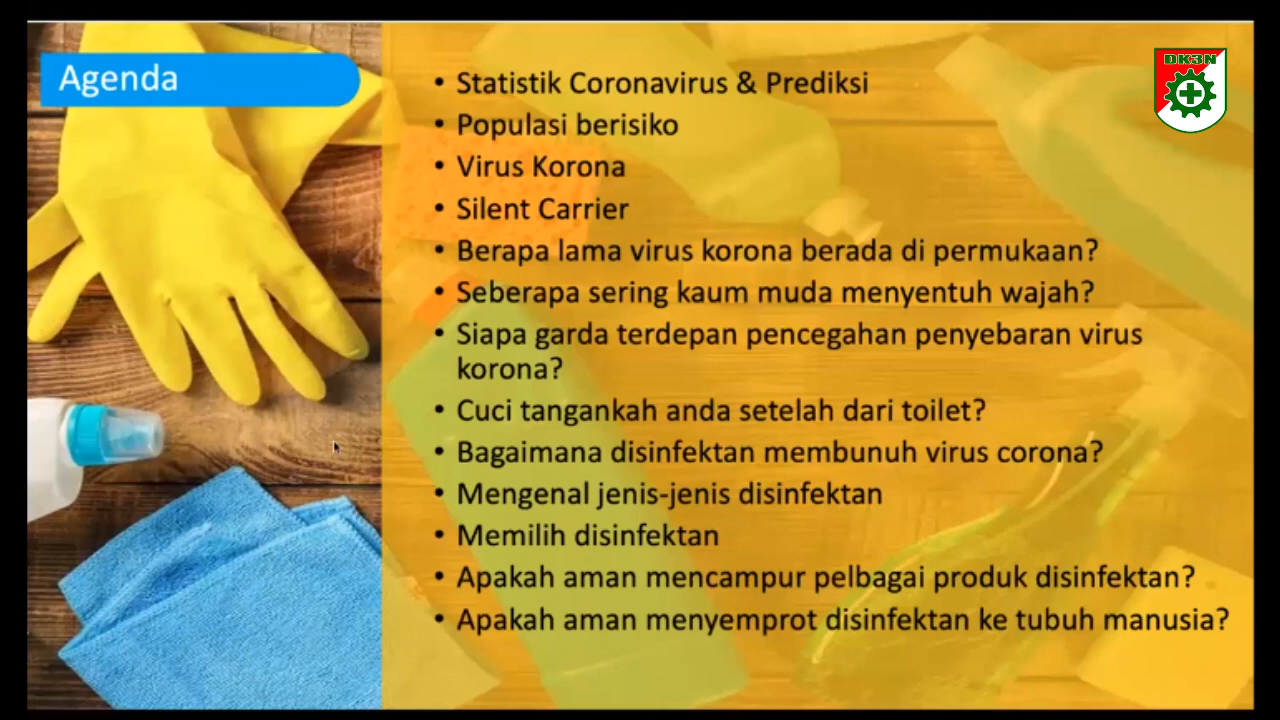 Agenda
DK3N
• Statistik Coronavirus & Prediksi
• Populasi berisiko
• Virus Korona
• Silent Carrier
• Berapa lama virus korona berada di permukaan?
• Seberapa sering kaum muda menyentuh wajah?
• Siapa garda terdepan pencegahan penyebaran virus
korona?
• Cuci tangankah anda setelah dari toilet?
• Bagaimana disinfektan membunuh virus corona?
• Mengenal jenis-jenis disinfektan
• Memilih disinfektan
• Apakah aman mencampur pelbagai produk disinfektan?
• Apakah aman menyemprot disinfektan ke tubuh manusia?